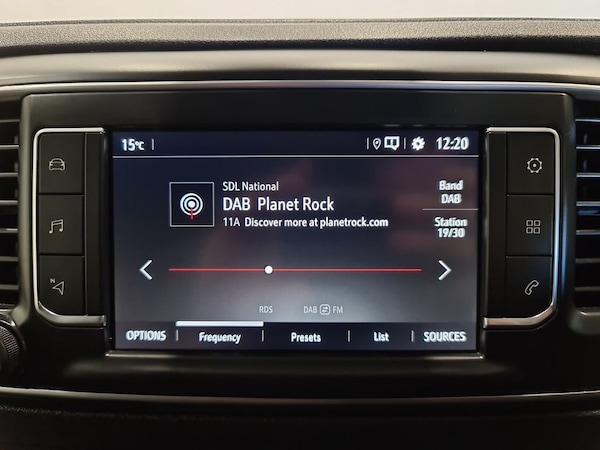 15°C
12:20
SDL National
DAB Planet Rock
11A Discover more at planetrock.com
Band
DAB
Station
19/30
N
RDS
DAB FM
OPTIONS
Frequency
Presets
List
SOURCES